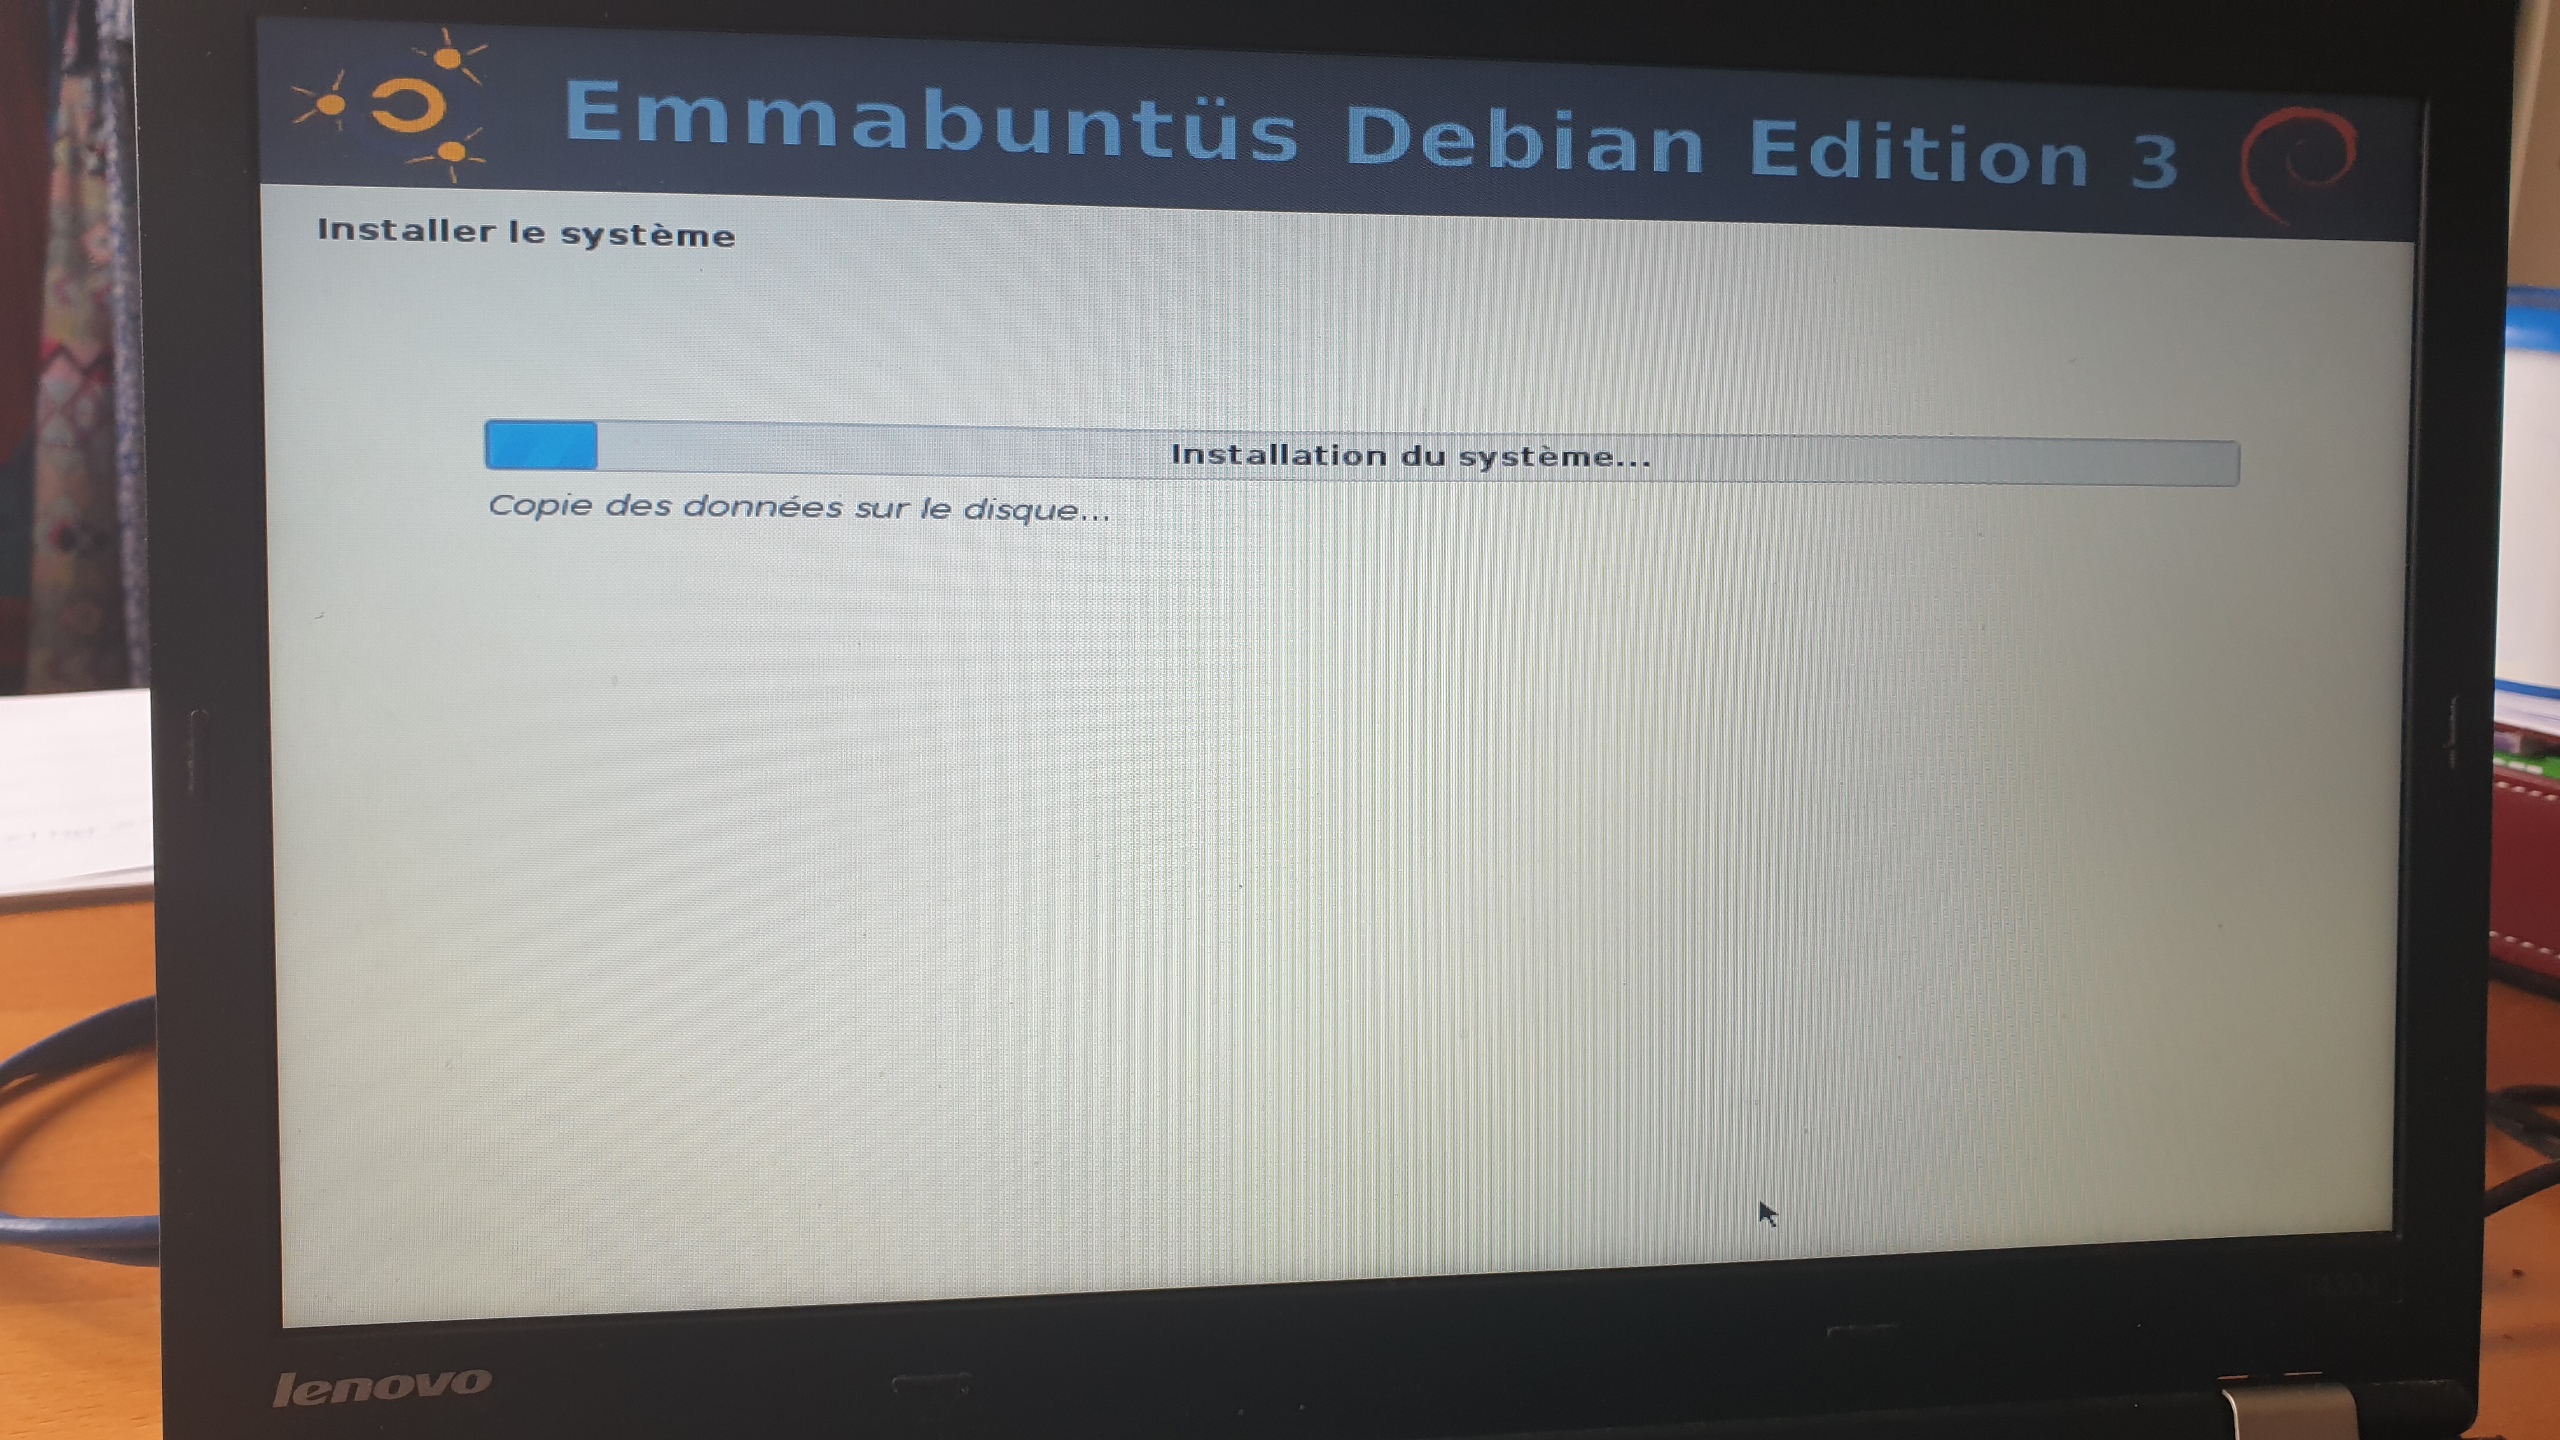 Emmabuntüs Debian Edition 3
Installer le système
Installation du système...
Copie des données sur le disque...
lenovo